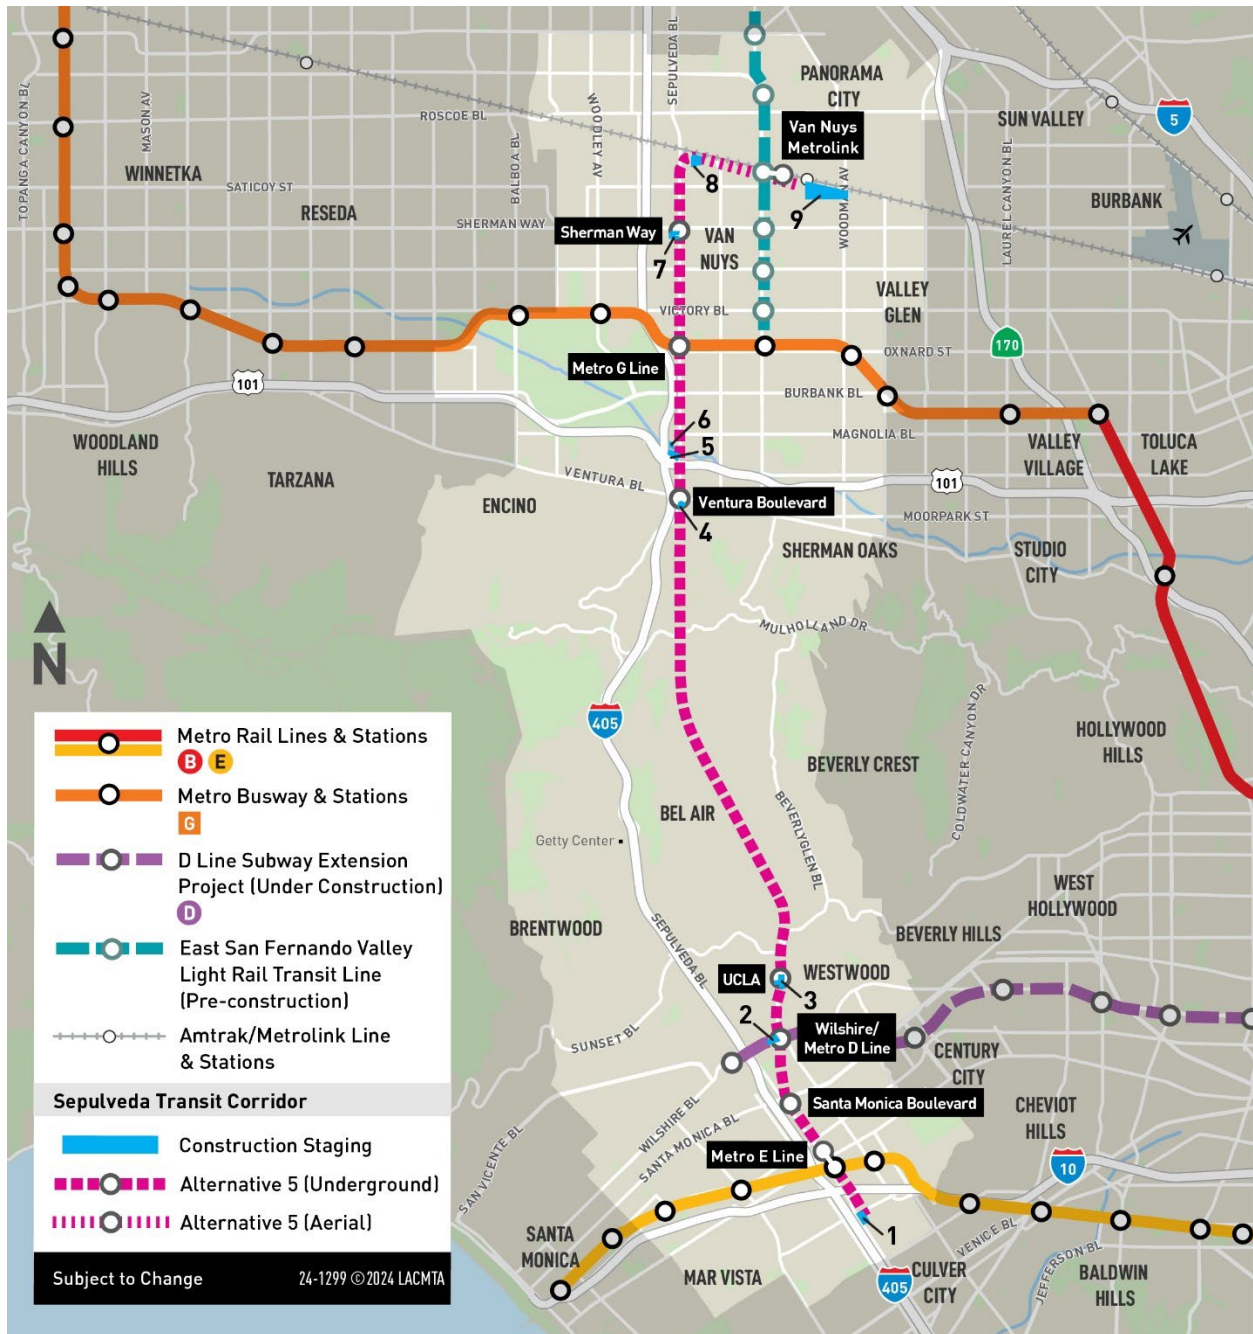 SEPULVEDA BL
PANORAMA
CITY
5
SUN VALLEY
TOPANGA CANYON BL
MASON AV
ROSCOE BL
BALBOA BL
WOODLEY AV
Van Nuys
Metrolink
WOODMAN AV
LAUREL CANYON BL
WINNETKA
SATICOY ST
RESEDA
8
9
BURBANK
SHERMAN WAY
Sherman Way
7
VAN
NUYS
VICTORY BL
VALLEY
GLEN
170
OXNARD ST
Metro G Line
101
BURBANK BL
6
5
MAGNOLIA BL
WOODLAND
HILLS
TARZANA
VENTURA BL
VALLEY
VILLAGE
TOLUCA
LAKE
101
ENCINO
Ventura Boulevard
4
MOORPARK ST
SHERMAN OAKS
STUDIO
CITY
MULHOLLAND DR
N
405
COLDWATER CANYON DR
HOLLYWOOD
HILLS
BEVERLY CREST
BEVERLYGLEN BL
BEL AIR
Getty Center
WEST
HOLLYWOOD
BRENTWOOD
SEPULVEDA BL
BEVERLY HILLS
UCLA
WESTWOOD
3
2
Wilshire/
Metro D Line
SUNSET BL
CENTURY
CITY
Santa Monica Boulevard
CHEVIOT
HILLS
WILSHIRE BL
SANTA MONICA BL
SAN VICENTE BL
Metro E Line
10
1
SANTA
MONICA
VENICE BL
JEFFERSON BL
MAR VISTA
405
CULVER
CITY
BALDWIN
HILLS
Metro Rail Lines & Stations
B E
Metro Busway & Stations
G
D Line Subway Extension
Project (Under Construction)
D
East San Fernando Valley
Light Rail Transit Line
(Pre-construction)
Amtrak/Metrolink Line
& Stations
Sepulveda Transit Corridor
Construction Staging
Alternative 5 (Underground)
Alternative 5 (Aerial)
Subject to Change 24-1299 ©2024 LACMTA